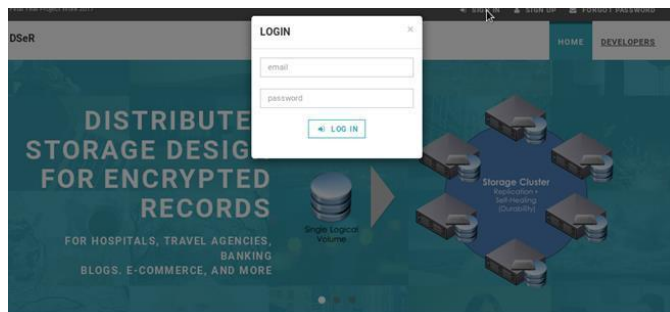 SIGN IN SIGN UP FORGOT PASSWORD
DSeR
HOME DEVELOPERS
LOGIN
×
email
password
LOG IN
DISTRIBUTE
STORAGE DESIG
FOR ENCRYPTED
RECORDS
FOR HOSPITALS, TRAVEL AGENCIES,
BANKING
BLOGS. E-COMMERCE, AND MORE
Single Logical
Volume
Storage Cluster
Replication +
Self-Healing
(Durability)